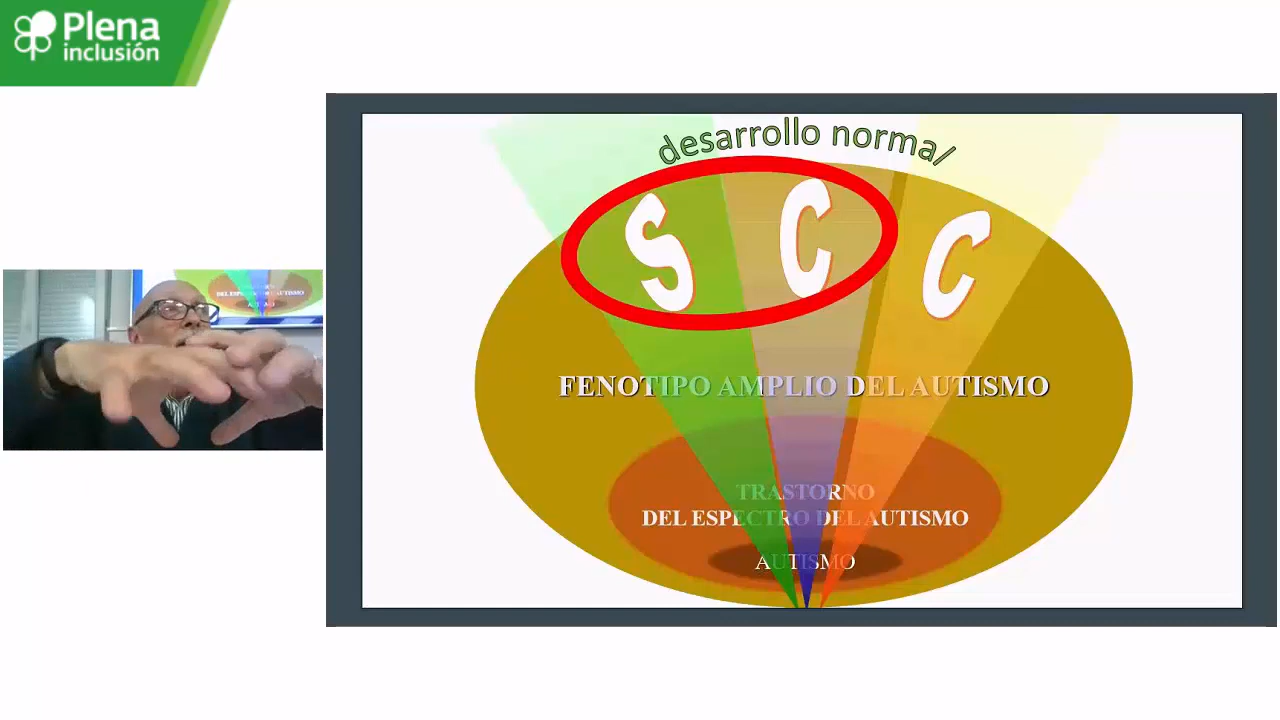 Plena
inclusión
desarrollo normal
S C C
FENOTIPO AMPLIO DEL AUTISMO
TRASTORNO
DEL ESPECTRO DEL AUTISMO
AUTISMO